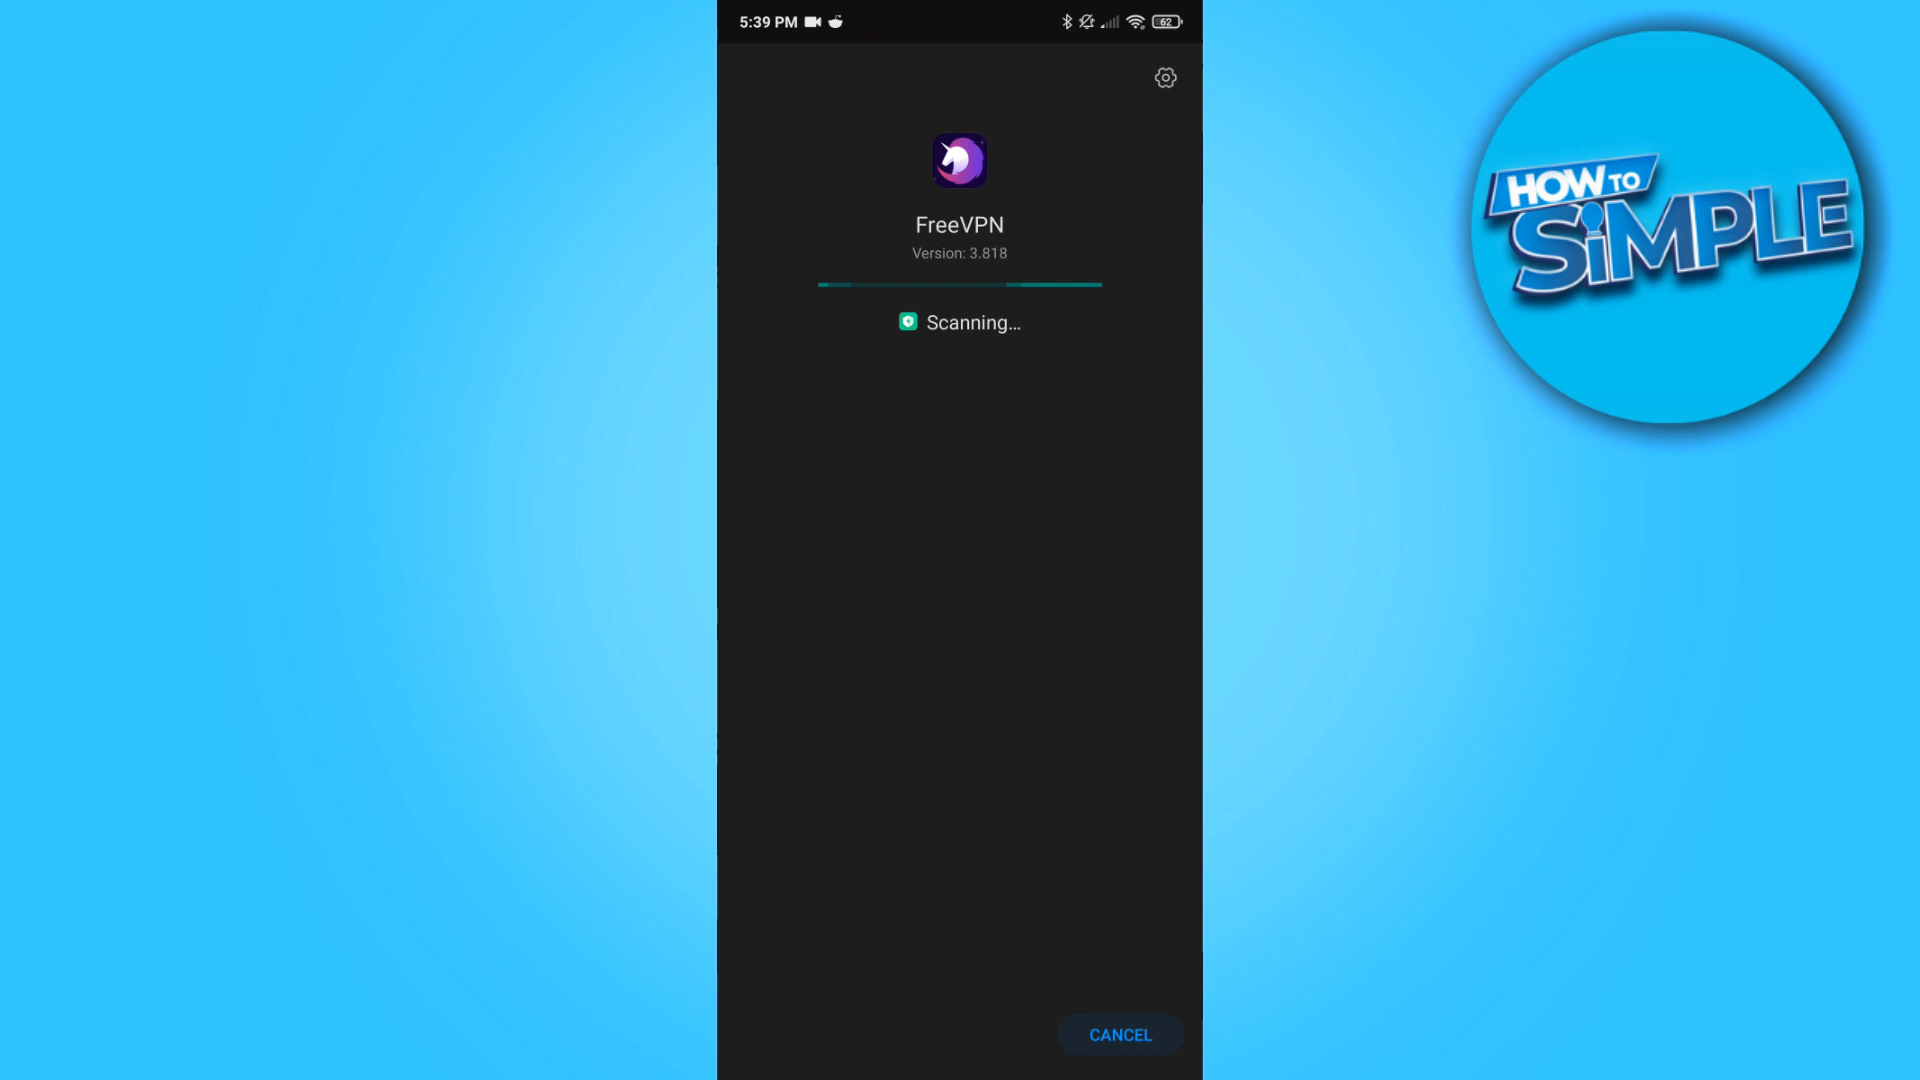 5:39 PM
62
FreeVPN
Version: 3.818
Scanning...
CANCEL
HOW TO
SiMPLE